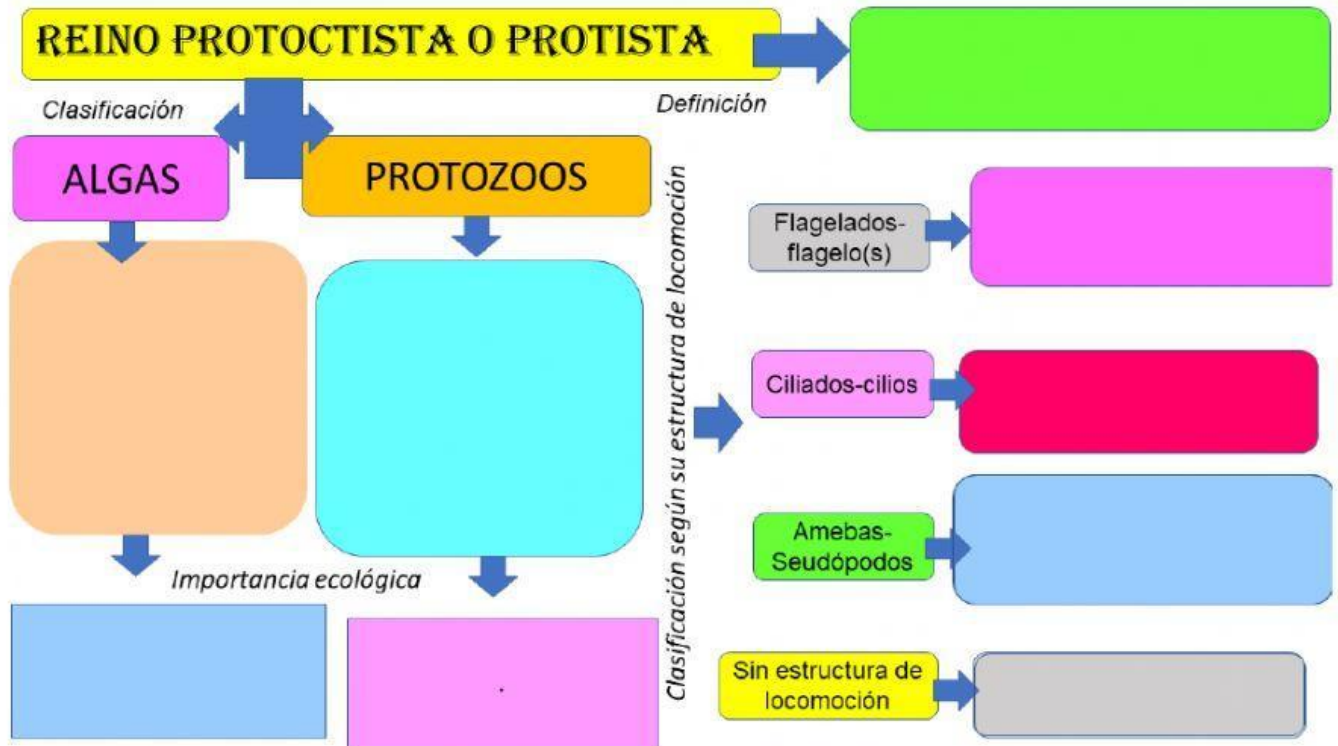 REINO PROTOCTISTA O PROTISTA
Clasificación
Definición
ALGAS
PROTOZOOS
Importancia ecológica
Clasificación según su estructura de locomoción
Flagelados-
flagelo(s)
Ciliados-cilios
Amebas-
Seudópodos
Sin estructura de
locomoción
.